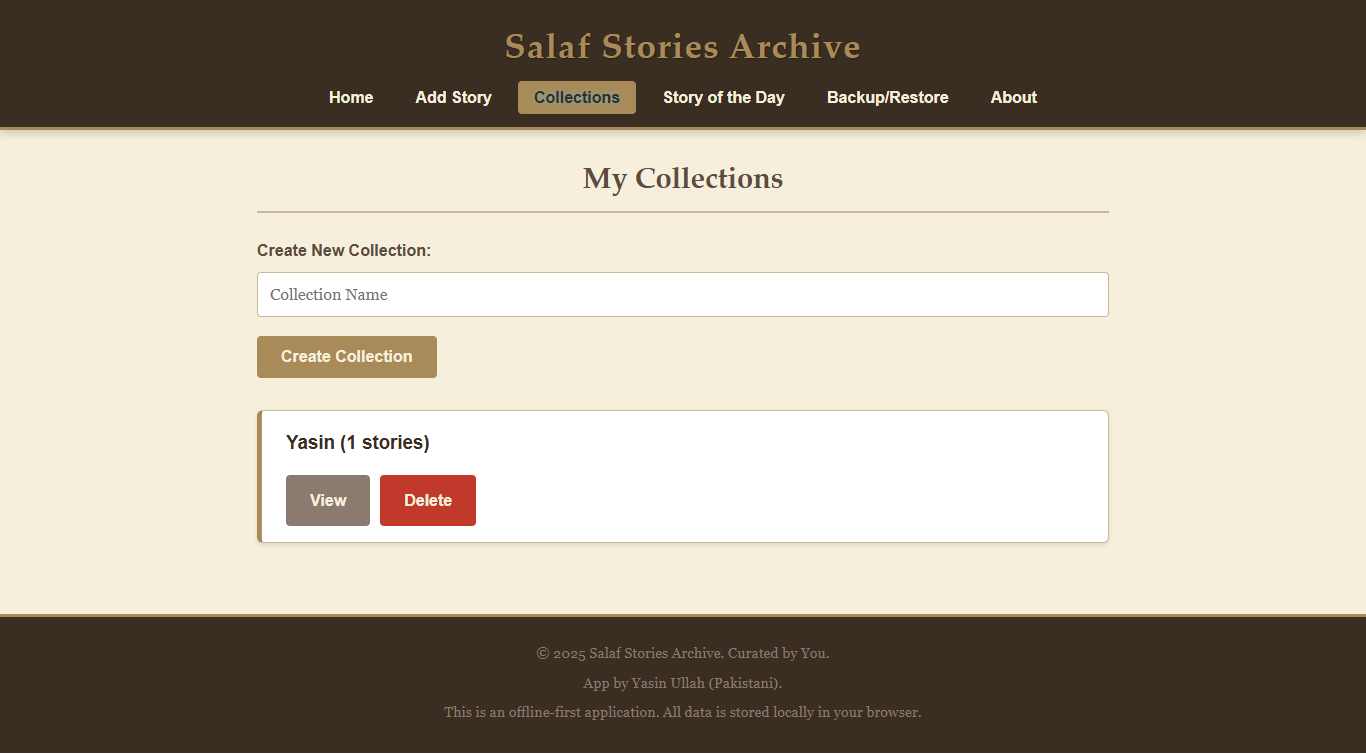 Salaf Stories Archive
Home Add Story Collections Story of the Day Backup/Restore About
My Collections
Create New Collection:
Collection Name
Create Collection
Yasin (1 stories)
View Delete
© 2025 Salaf Stories Archive. Curated by You.
App by Yasin Ullah (Pakistani).
This is an offline-first application. All data is stored locally in your browser.